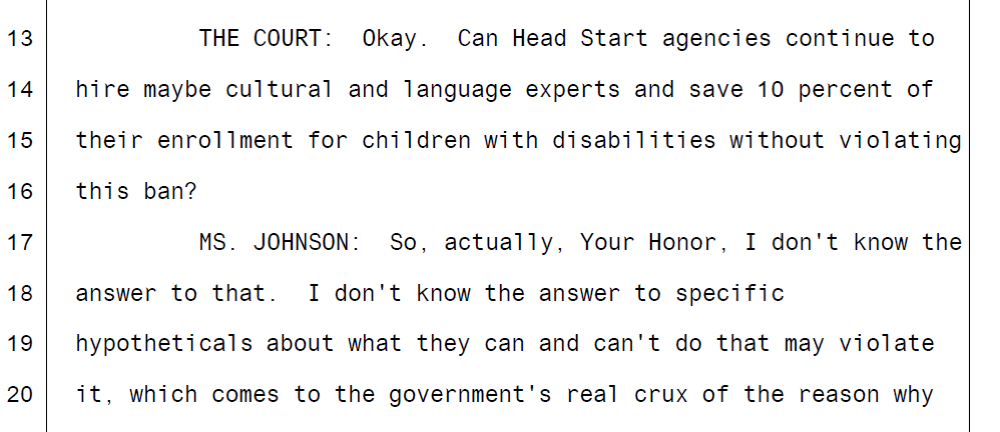 13 THE COURT: Okay. Can Head Start agencies continue to
14 hire maybe cultural and language experts and save 10 percent of
15 their enrollment for children with disabilities without violating
16 this ban?
17 MS. JOHNSON: So, actually, Your Honor, I don't know the
18 answer to that. I don't know the answer to specific
19 hypotheticals about what they can and can't do that may violate
20 it, which comes to the government's real crux of the reason why